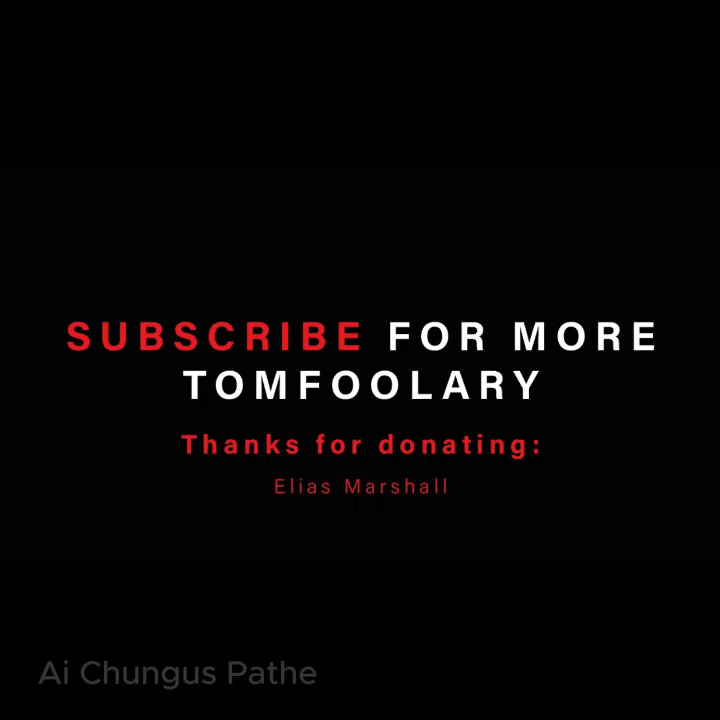 SUBSCRIBE FOR MORE
TOMFOOLARY
Thanks for donating:
Elias Marshall
Ai Chungus Pathe